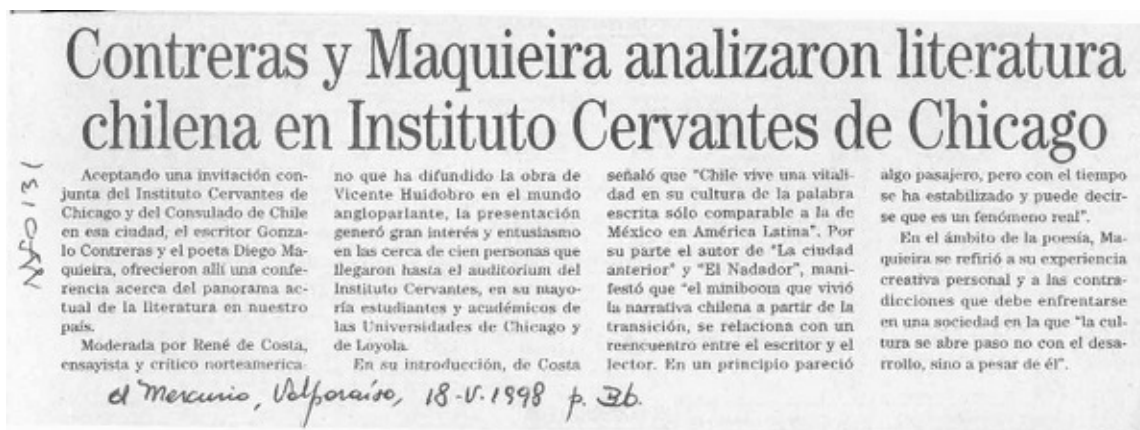 Contreras y Maquieira analizaron literatura
chilena en Instituto Cervantes de Chicago
Aceptando una invitación con-
junta del Instituto Cervantes de
Chicago y del Consulado de Chile
en esa ciudad, el escritor Gonza-
lo Contreras y el poeta Diego Ma-
quieira, ofrecieron allí una confe-
rencia acerca del panorama ac-
tual de la literatura en nuestro
país.
Moderada por René de Costa,
ensayista y crítico norteamerica-
no que ha difundido la obra de
Vicente Huidobro en el mundo
angloparlante, la presentación
generó gran interés y entusiasmo
en las cerca de cien personas que
llegaron hasta el auditorium del
Instituto Cervantes, en su mayo-
ría estudiantes y académicos de
las Universidades de Chicago y
de Loyola.
En su introducción, de Costa
señaló que "Chile vive una vitali-
dad en su cultura de la palabra
escrita sólo comparable a la de
México en América Latina". Por
su parte el autor de "La ciudad
anterior" y "El Nadador", mani-
festó que "el miniboom que vivió
la narrativa chilena a partir de la
transición, se relaciona con un
reencuentro entre el escritor y el
lector. En un principio pareció
algo pasajero, pero con el tiempo
se ha estabilizado y puede decir-
se que es un fenómeno real".
En el ámbito de la poesía, Ma-
quieira se refirió a su experiencia
creativa personal y a las contra-
dicciones que debe enfrentarse
en una sociedad en la que "la cul-
tura se abre paso no con el desa-
rrollo, sino a pesar de él".
el Mercurio, Valparaíso, 18-V-1998 p.